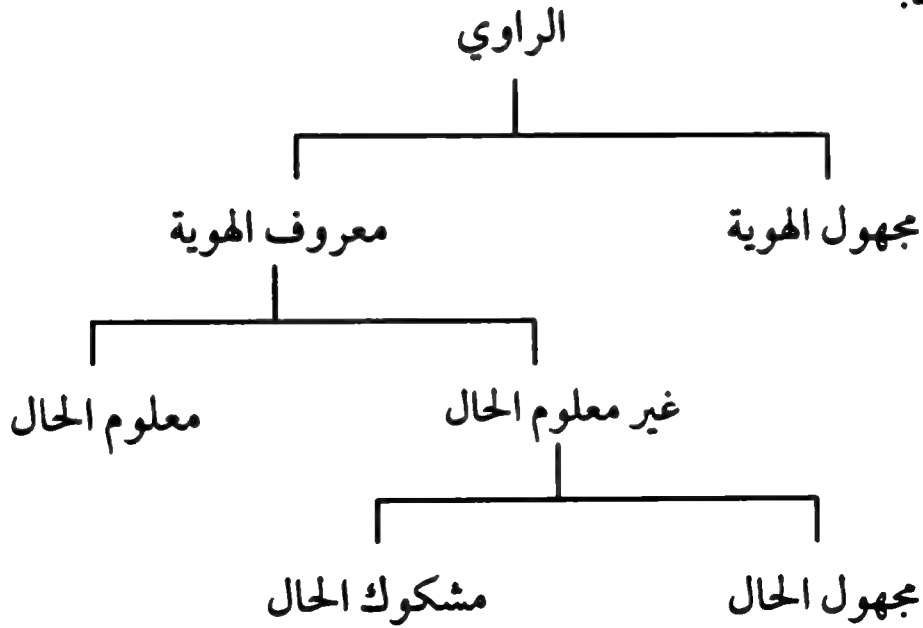 الراوي
مجهول الهوية معروف الهوية
غير معلوم الحال معلوم الحال
مجهول الحال مشكوك الحال